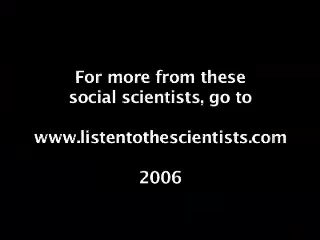 For more from these
social scientists, go to
www.listentothescientists.com
2006